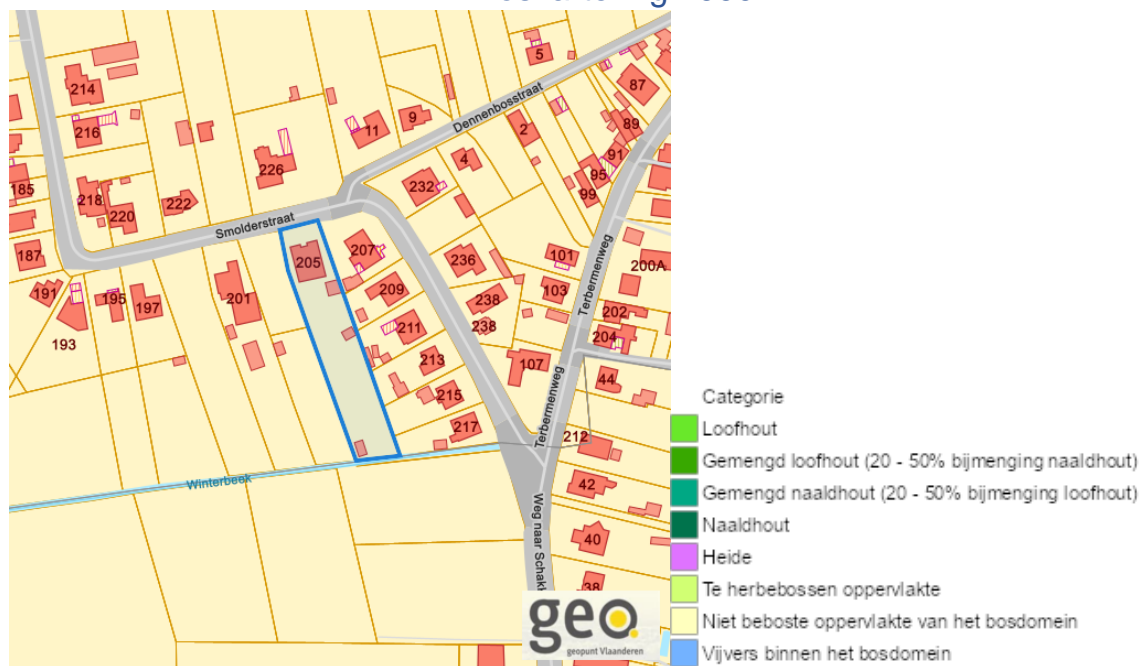 5
214
87
216
11
9
Dennenbosstraat
89
2
91
4
226
95
185
232
99
218
220
222
Smolderstraat
207
101
187
205
236
200A
Terbermenweg
209
103
191
195
197
201
238
202
211
238
204
193
213
107
44
215
Terbermenweg
217
212
Winterbeek
42
Weg naar Schakk
40
38
geo
geopunt Vlaanderen
Categorie
Loofhout
Gemengd loofhout (20 - 50% bijmenging naaldhout)
Gemengd naaldhout (20 - 50% bijmenging loofhout)
Naaldhout
Heide
Te herbebossen oppervlakte
Niet beboste oppervlakte van het bosdomein
Vijvers binnen het bosdomein